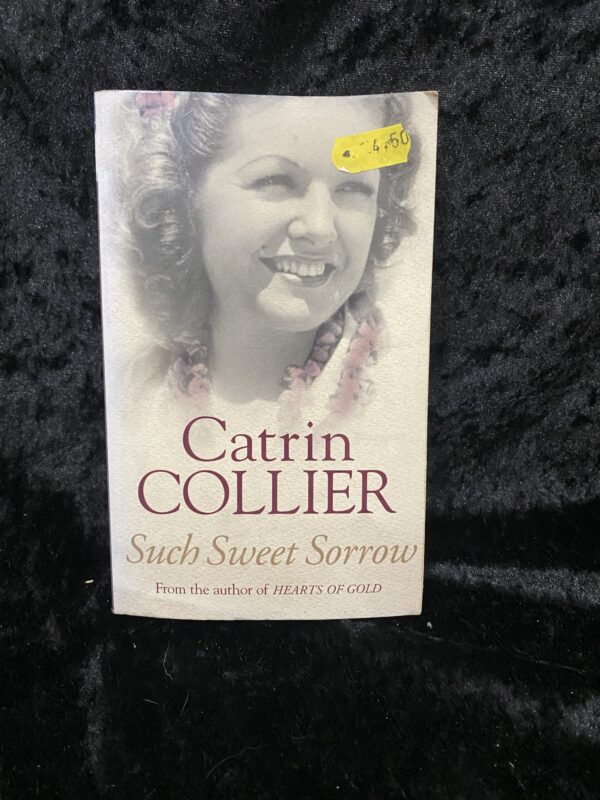 4.50
Catrin
COLLIER
Such Sweet Sorrow
From the author of HEARTS OF GOLD